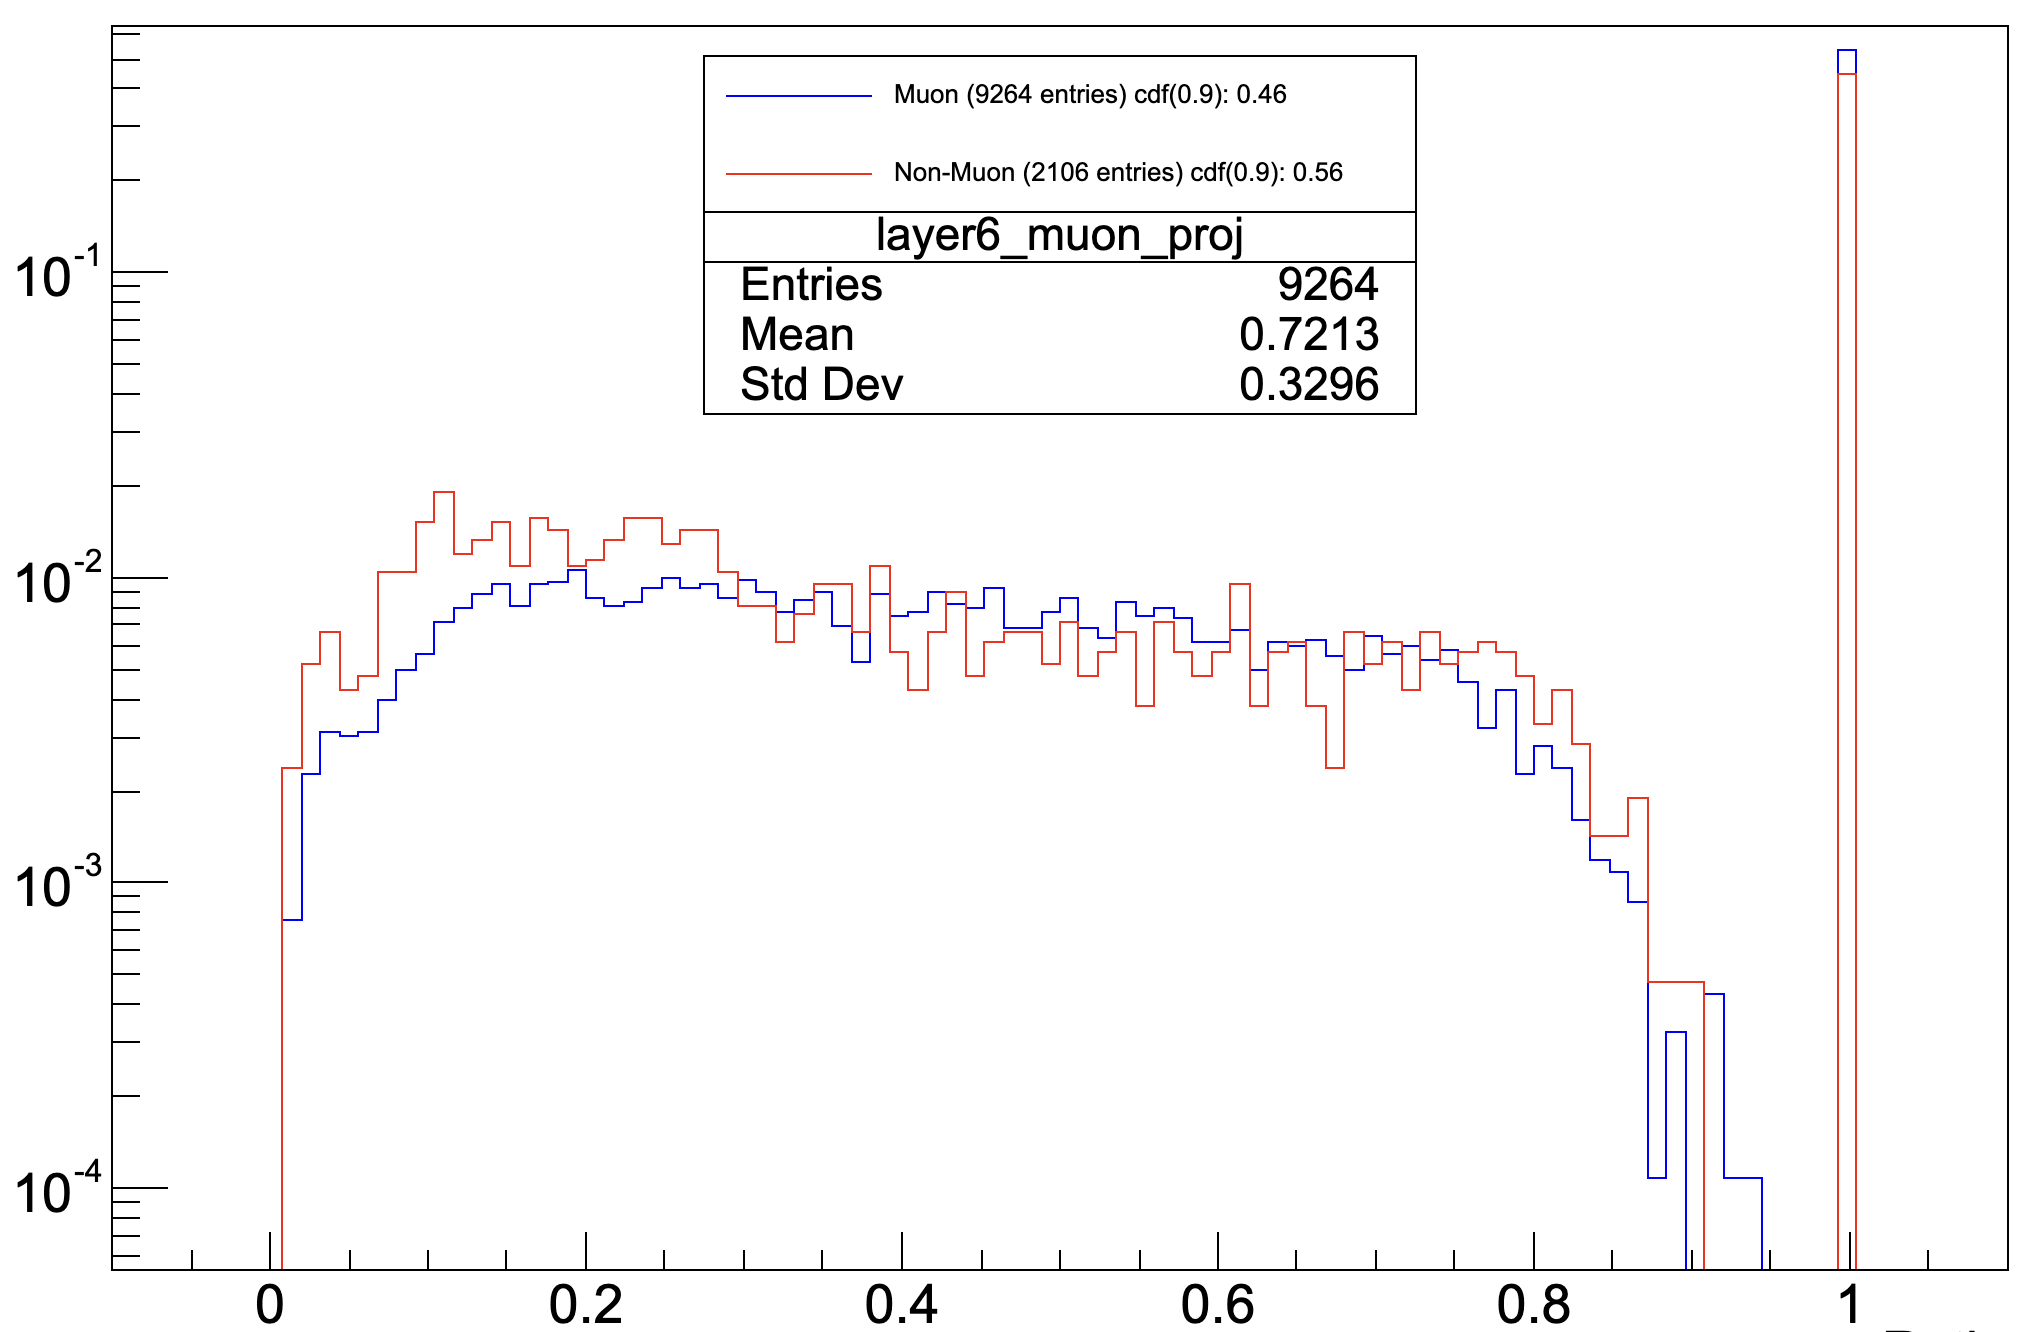 Muon (9264 entries) cdf(0.9): 0.46
Non-Muon (2106 entries) cdf(0.9): 0.56
layer6_muon_proj
Entries 9264
Mean 0.7213
Std Dev 0.3296
10^-1
10^-2
10^-3
10^-4
0 0.2 0.4 0.6 0.8 1